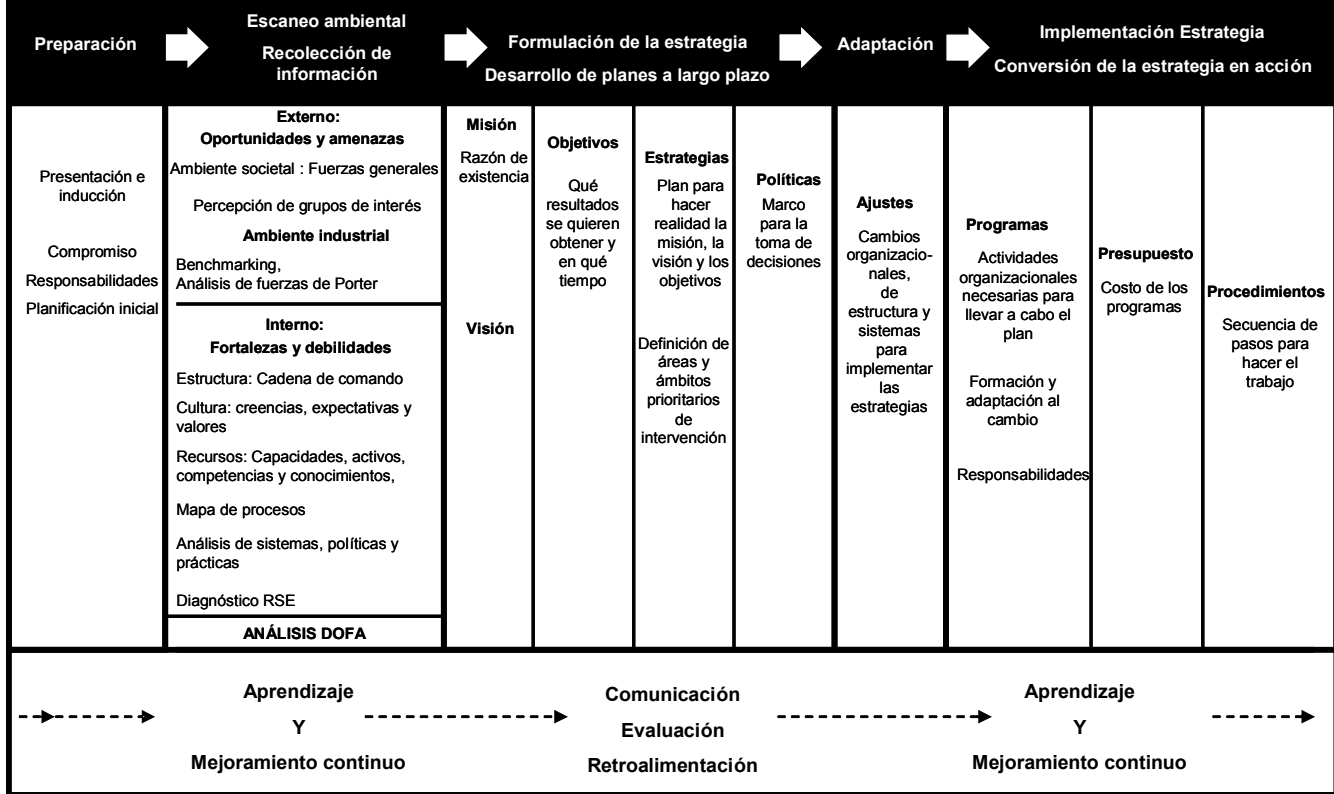 Preparación
Escaneo ambiental
Recolección de
información
Formulación de la estrategia
Desarrollo de planes a largo plazo
Adaptación
Implementación Estrategia
Conversión de la estrategia en acción
Presentación e
inducción
Compromiso
Responsabilidades
Planificación inicial
Externo:
Oportunidades y amenazas
Ambiente societal : Fuerzas generales
Percepción de grupos de interés
Ambiente industrial
Benchmarking,
Análisis de fuerzas de Porter
Interno:
Fortalezas y debilidades
Estructura: Cadena de comando
Cultura: creencias, expectativas y
valores
Recursos: Capacidades, activos,
competencias y conocimientos,
Mapa de procesos
Análisis de sistemas, políticas y
prácticas
Diagnóstico RSE
ANÁLISIS DOFA
Misión
Razón de
existencia
Visión
Objetivos
Qué
resultados
se quieren
obtener y
en qué
tiempo
Estrategias
Plan para
hacer
realidad la
misión, la
visión y los
objetivos
Definición de
áreas y
ámbitos
prioritarios
de
intervención
Políticas
Marco
para la
toma de
decisiones
Ajustes
Cambios
organizacio-
nales,
de
estructura y
sistemas
para
implementar
las
estrategias
Programas
Actividades
organizacionales
necesarias para
llevar a cabo el
plan
Formación y
adaptación al
cambio
Responsabilidades
Presupuesto
Costo de los
programas
Procedimientos
Secuencia de
pasos para
hacer el
trabajo
Aprendizaje
Y
Mejoramiento continuo
Comunicación
Evaluación
Retroalimentación
Aprendizaje
Y
Mejoramiento continuo